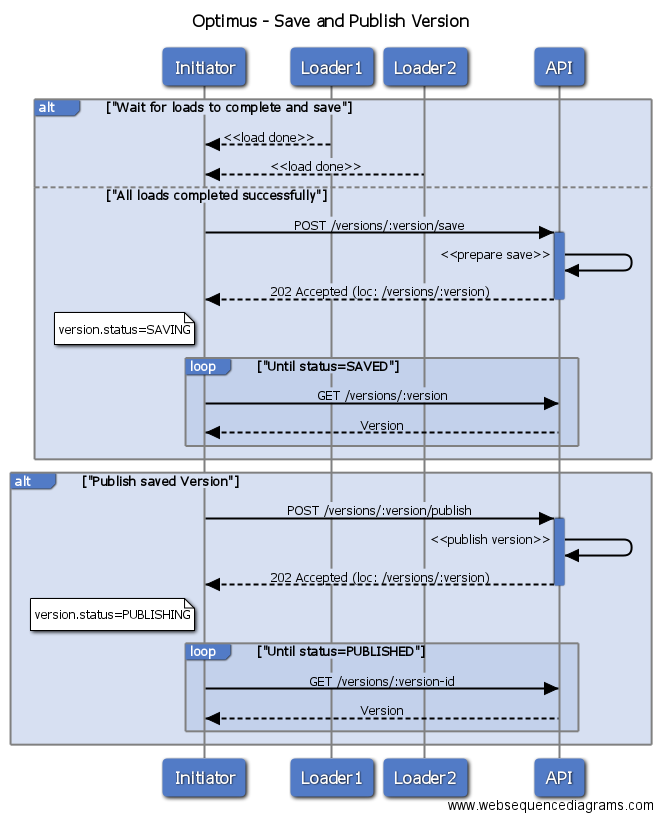 Optimus - Save and Publish Version
Initiator Loader1 Loader2 API
alt ["Wait for loads to complete and save"]
<<load done>>
<<load done>>
["All loads completed successfully"]
POST /versions/:version/save
<<prepare save>>
202 Accepted (loc: /versions/:version)
version.status=SAVING
loop ["Until status=SAVED"]
GET /versions/:version
Version
alt ["Publish saved Version"]
POST /versions/:version/publish
<<publish version>>
202 Accepted (loc: /versions/:version)
version.status=PUBLISHING
loop ["Until status=PUBLISHED"]
GET /versions/:version-id
Version
Initiator Loader1 Loader2 API
www.websequencediagrams.com